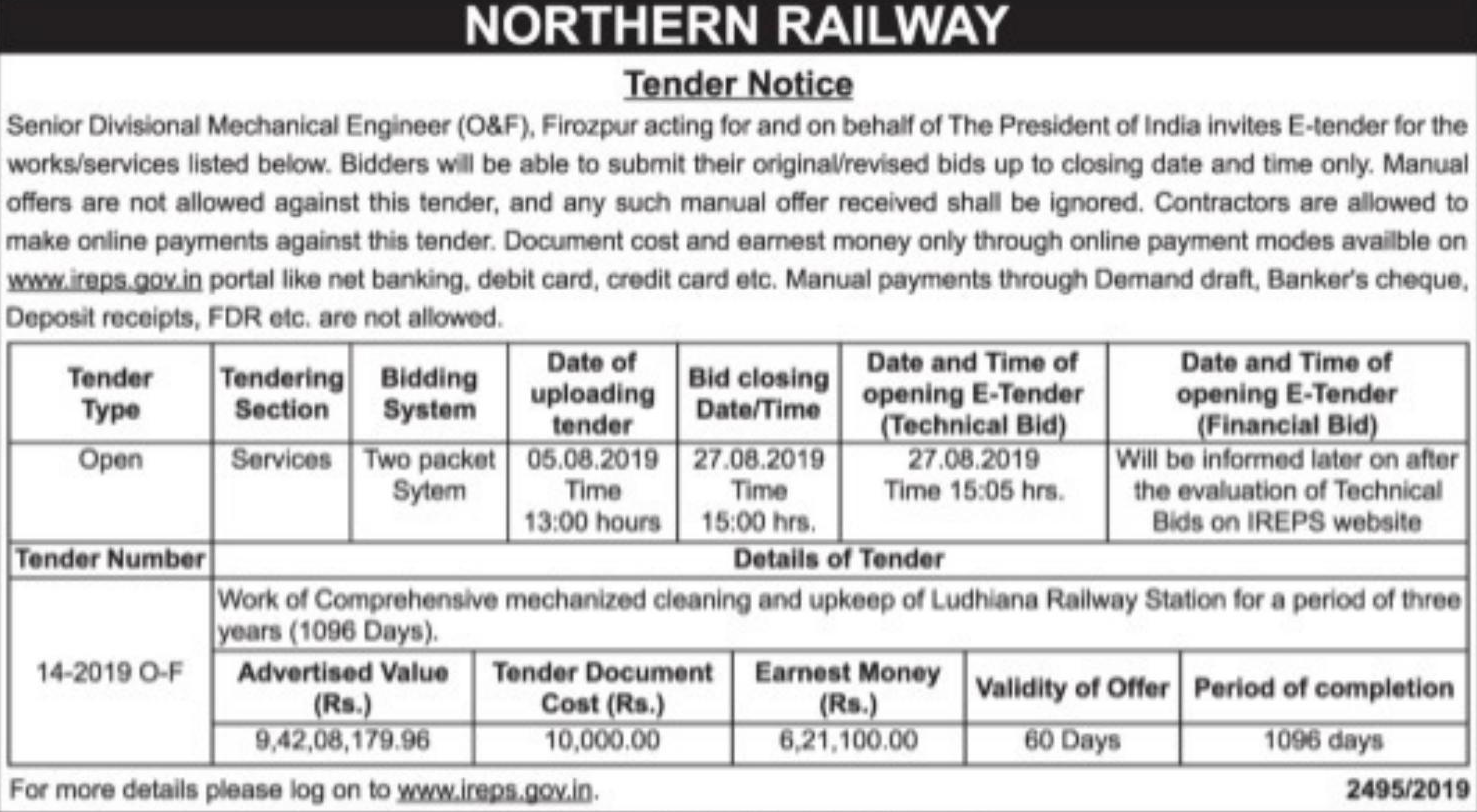 NORTHERN RAILWAY
Tender Notice
Senior Divisional Mechanical Engineer (O&F), Firozpur acting for and on behalf of The President of India invites E-tender for the
works/services listed below. Bidders will be able to submit their original/revised bids up to closing date and time only. Manual
offers are not allowed against this tender, and any such manual offer received shall be ignored. Contractors are allowed to
make online payments against this tender. Document cost and earnest money only through online payment modes availble on
www.ireps.gov.in portal like net banking, debit card, credit card etc. Manual payments through Demand draft, Banker's cheque,
Deposit receipts, FDR etc. are not allowed.
Tender Type
Tendering Section
Bidding System
Date of uploading tender
Bid closing Date/Time
Date and Time of opening E-Tender (Technical Bid)
Date and Time of opening E-Tender (Financial Bid)
Open
Services
Two packet Sytem
05.08.2019 Time 13:00 hours
27.08.2019 Time 15:00 hrs.
27.08.2019 Time 15:05 hrs.
Will be informed later on after the evaluation of Technical Bids on IREPS website
Tender Number
Details of Tender
14-2019 O-F
Work of Comprehensive mechanized cleaning and upkeep of Ludhiana Railway Station for a period of three
years (1096 Days).
Advertised Value (Rs.)
Tender Document Cost (Rs.)
Earnest Money (Rs.)
Validity of Offer
Period of completion
9,42,08,179.96
10,000.00
6,21,100.00
60 Days
1096 days
For more details please log on to www.ireps.gov.in.
2495/2019